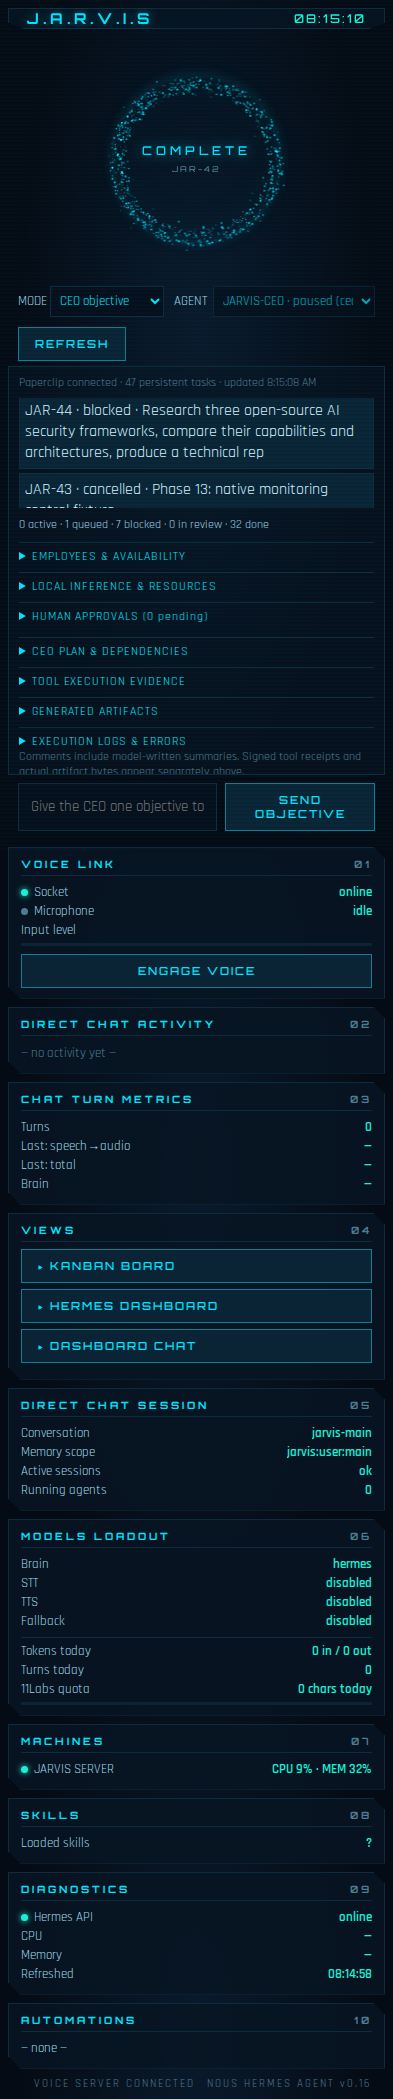 J.A.R.V.I.S 08:15:10
COMPLETE
JAR-42
MODE CEO objective AGENT JARVIS-CEO · paused (cei
REFRESH
Paperclip connected · 47 persistent tasks · updated 8:15:08 AM
JAR-44 · blocked · Research three open-source AI
security frameworks, compare their capabilities and
architectures, produce a technical rep
JAR-43 · cancelled · Phase 13: native monitoring
control fixture
0 active · 1 queued · 7 blocked · 0 in review · 32 done
▶ EMPLOYEES & AVAILABILITY
▶ LOCAL INFERENCE & RESOURCES
▶ HUMAN APPROVALS (0 pending)
▶ CEO PLAN & DEPENDENCIES
▶ TOOL EXECUTION EVIDENCE
▶ GENERATED ARTIFACTS
▶ EXECUTION LOGS & ERRORS
Comments include model-written summaries. Signed tool receipts and
actual artifact bytes appear separately above.
Give the CEO one objective to
SEND
OBJECTIVE
VOICE LINK 01
Socket online
Microphone idle
Input level
ENGAGE VOICE
DIRECT CHAT ACTIVITY 02
— no activity yet —
CHAT TURN METRICS 03
Turns 0
Last: speech→audio —
Last: total —
Brain —
VIEWS 04
▸ KANBAN BOARD
▸ HERMES DASHBOARD
▸ DASHBOARD CHAT
DIRECT CHAT SESSION 05
Conversation jarvis-main
Memory scope jarvis:user:main
Active sessions ok
Running agents 0
MODELS LOADOUT 06
Brain hermes
STT disabled
TTS disabled
Fallback disabled
Tokens today 0 in / 0 out
Turns today 0
11Labs quota 0 chars today
MACHINES 07
JARVIS SERVER CPU 9% · MEM 32%
SKILLS 08
Loaded skills ?
DIAGNOSTICS 09
Hermes API online
CPU —
Memory —
Refreshed 08:14:58
AUTOMATIONS 10
— none —
VOICE SERVER CONNECTED NOUS HERMES AGENT v0.16